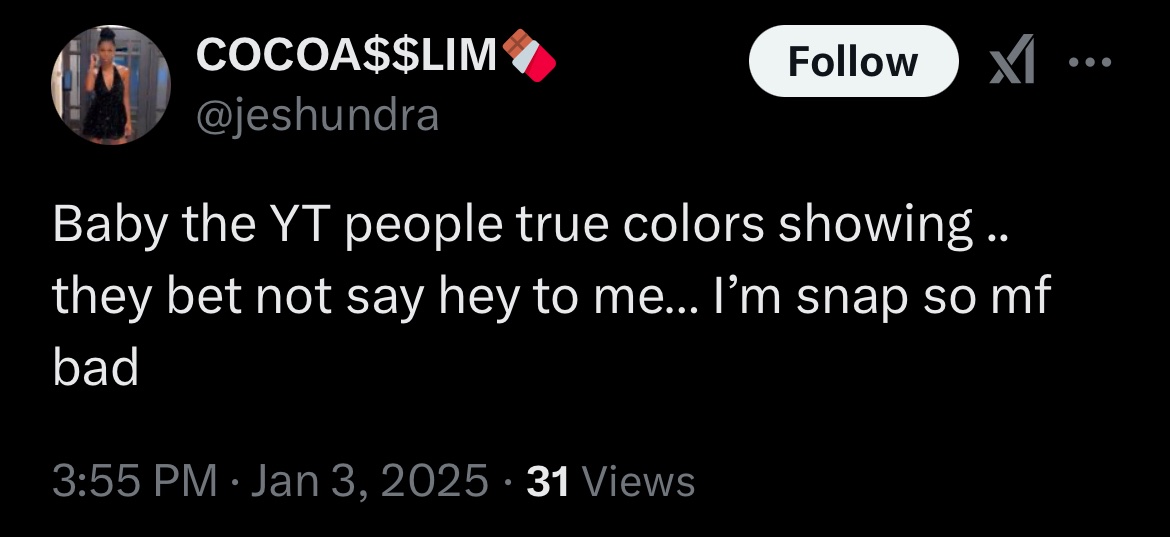 COCOA$$LIM🍫
Follow
@jeshundra
Baby the YT people true colors showing ..
they bet not say hey to me... I’m snap so mf
bad
3:55 PM · Jan 3, 2025 · 31 Views